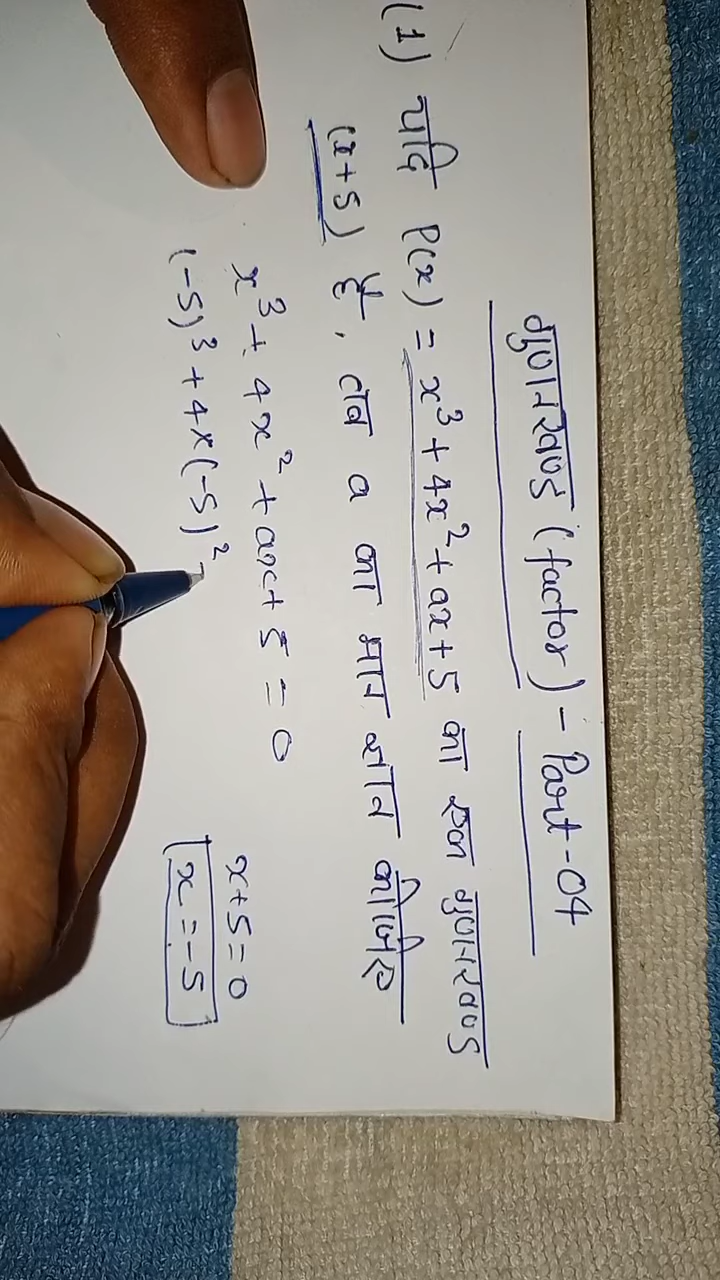 गुणनखण्ड (factor) - Part-04
(1) यदि P(x) = x³ + 4x² + ax + 5 का एक गुणनखण्ड
(x+5) है, तब a का मान ज्ञात कीजिए
x+5=0
x³ + 4x² + ax + 5 = 0
x = -5
(-5)³ + 4×(-5)²